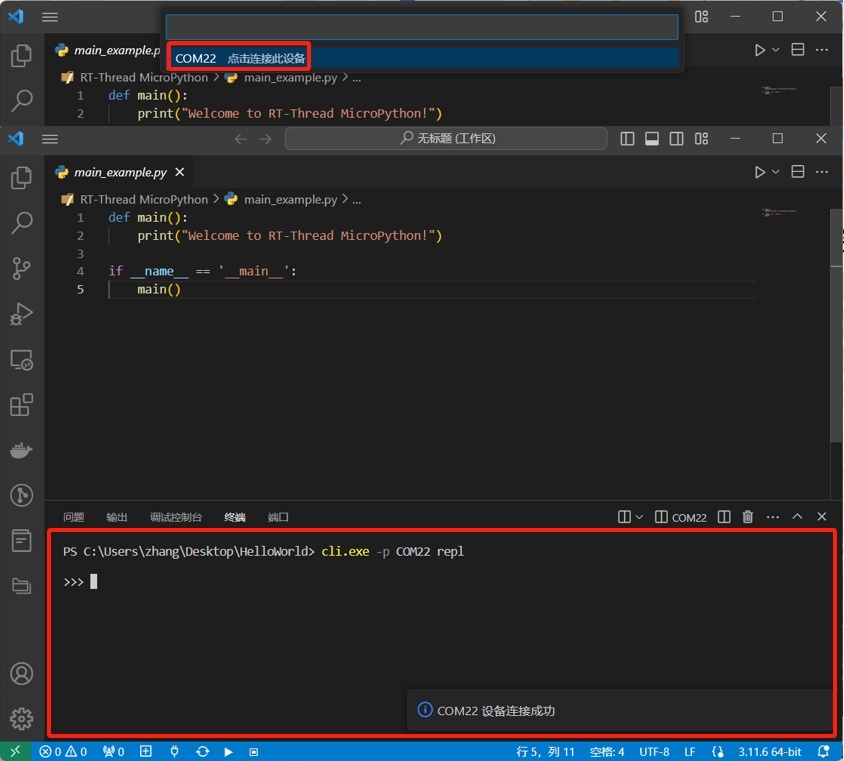 COM22 点击连接此设备
main_example.p
RT-Thread MicroPython > main_example.py > ...
1 def main():
2 print("Welcome to RT-Thread MicroPython!")
无标题 (工作区)
main_example.py
RT-Thread MicroPython > main_example.py > ...
1 def main():
2 print("Welcome to RT-Thread MicroPython!")
3
4 if __name__ == '__main__':
5 main()
问题 输出 调试控制台 终端 端口 COM22
PS C:\Users\zhang\Desktop\HelloWorld> cli.exe -p COM22 repl
>>>
COM22 设备连接成功
0 0 0 行 5，列 11 空格: 4 UTF-8 LF 3.11.6 64-bit